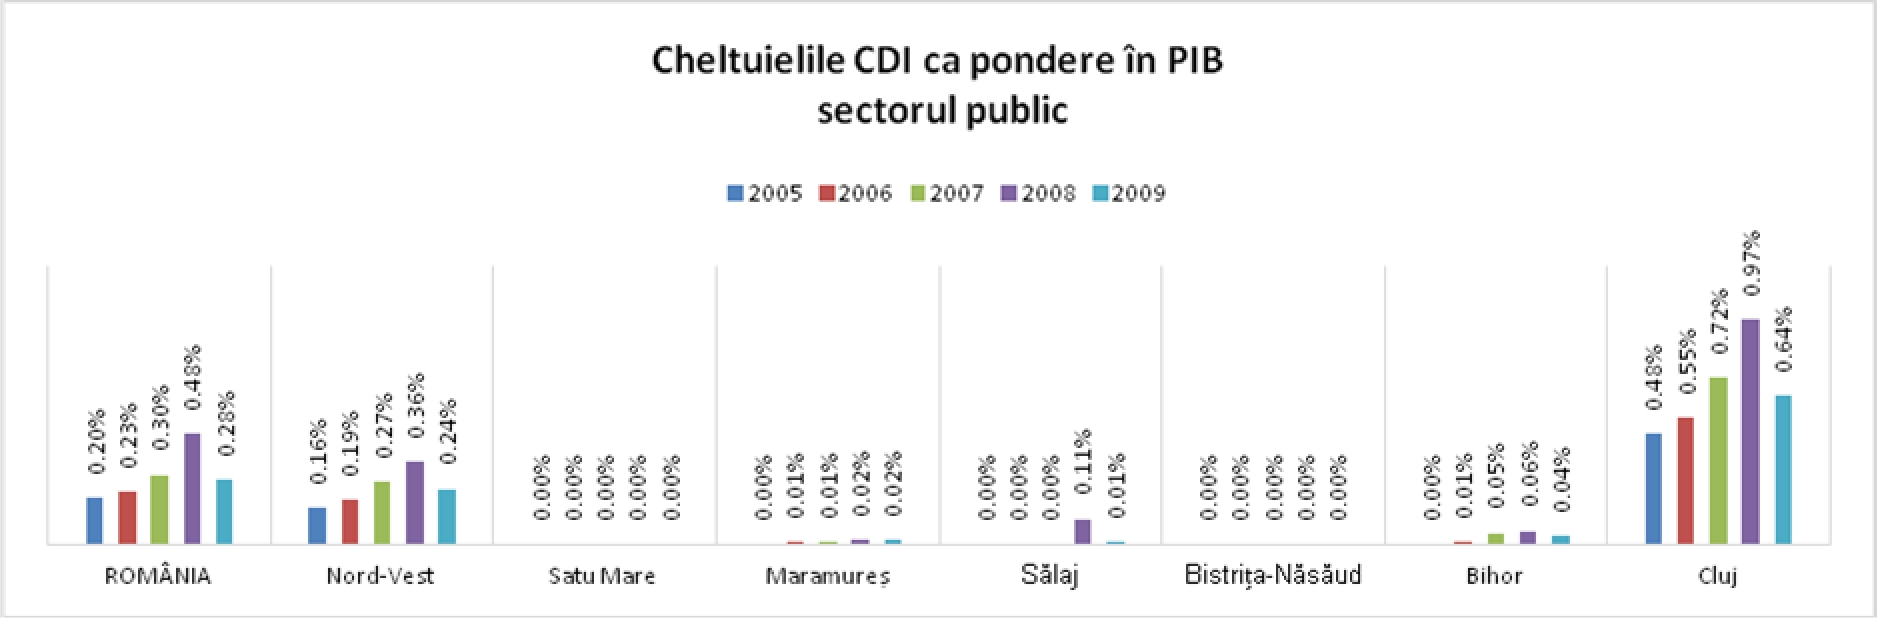 Cheltuielile CDI ca pondere în PIB
sectorul public
2005 2006 2007 2008 2009
0.20% 0.23% 0.30% 0.48% 0.28%
0.16% 0.19% 0.27% 0.36% 0.24%
0.00% 0.00% 0.00% 0.00% 0.00%
0.00% 0.01% 0.01% 0.02% 0.02%
0.00% 0.00% 0.00% 0.11% 0.01%
0.00% 0.00% 0.00% 0.00% 0.00%
0.00% 0.01% 0.05% 0.06% 0.04%
0.48% 0.55% 0.72% 0.97% 0.64%
ROMÂNIA Nord-Vest Satu Mare Maramureş Sălaj Bistriţa-Năsăud Bihor Cluj